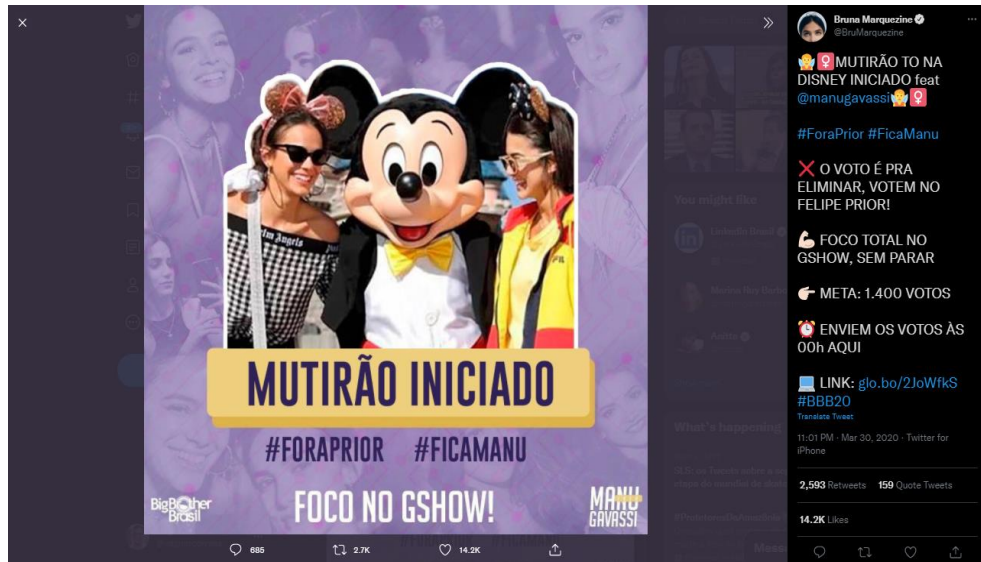 Bruna Marquezine
@BruMarquezine
MUTIRÃO TO NA
DISNEY INICIADO feat
@manugavassi
#ForaPrior #FicaManu
❌ O VOTO É PRA
ELIMINAR, VOTEM NO
FELIPE PRIOR!
💪🏻 FOCO TOTAL NO
GSHOW, SEM PARAR
👉🏻 META: 1.400 VOTOS
⏰ ENVIEM OS VOTOS ÀS
00h AQUI
💻 LINK: glo.bo/2JoWfkS
#BBB20
Translate Tweet
11:01 PM · Mar 30, 2020 · Twitter for
iPhone
2,593 Retweets 159 Quote Tweets
14.2K Likes
MUTIRÃO INICIADO
#FORAPRIOR #FICAMANU
FOCO NO GSHOW!
BigBrother
Brasil
MANU
GAVASSI
685 2.7K 14.2K
You might like
LinkedIn Brasil
Anitta
What's happening